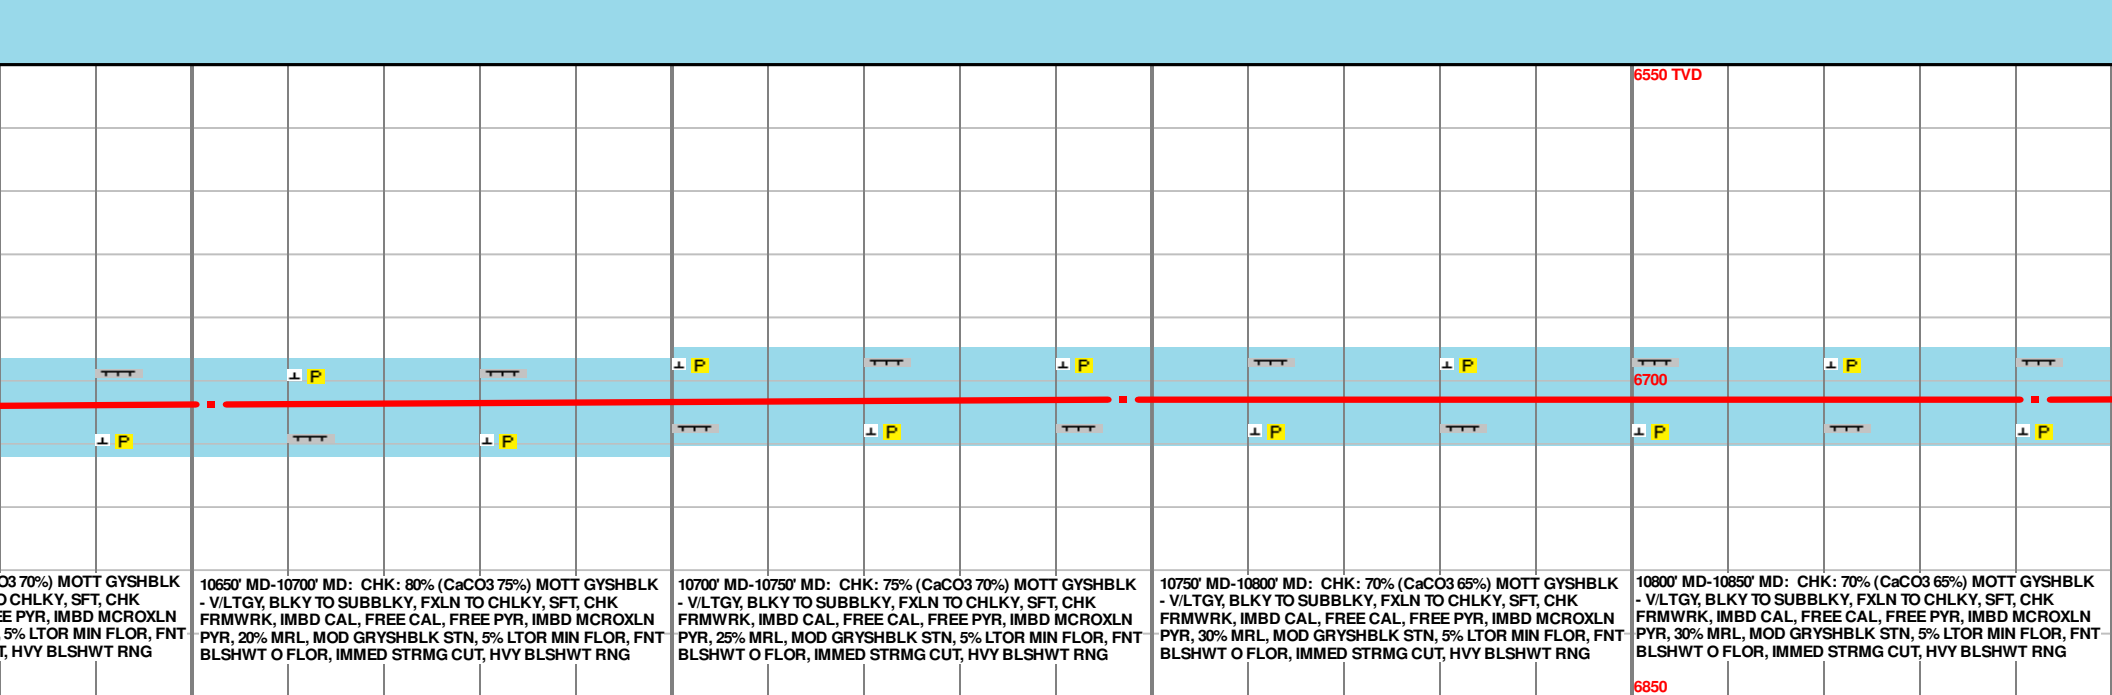 6550 TVD
P
P
P
P
P
6700
P
P
P
P
P
P
O3 70%) MOTT GYSHBLK
O CHLKY, SFT, CHK
EE PYR, IMBD MCROXLN
, 5% LTOR MIN FLOR, FNT
T, HVY BLSHWT RNG
10650' MD-10700' MD: CHK: 80% (CaCO3 75%) MOTT GYSHBLK
- V/LTGY, BLKY TO SUBBLKY, FXLN TO CHLKY, SFT, CHK
FRMWRK, IMBD CAL, FREE CAL, FREE PYR, IMBD MCROXLN
PYR, 20% MRL, MOD GRYSHBLK STN, 5% LTOR MIN FLOR, FNT
BLSHWT O FLOR, IMMED STRMG CUT, HVY BLSHWT RNG
10700' MD-10750' MD: CHK: 75% (CaCO3 70%) MOTT GYSHBLK
- V/LTGY, BLKY TO SUBBLKY, FXLN TO CHLKY, SFT, CHK
FRMWRK, IMBD CAL, FREE CAL, FREE PYR, IMBD MCROXLN
PYR, 25% MRL, MOD GRYSHBLK STN, 5% LTOR MIN FLOR, FNT
BLSHWT O FLOR, IMMED STRMG CUT, HVY BLSHWT RNG
10750' MD-10800' MD: CHK: 70% (CaCO3 65%) MOTT GYSHBLK
- V/LTGY, BLKY TO SUBBLKY, FXLN TO CHLKY, SFT, CHK
FRMWRK, IMBD CAL, FREE CAL, FREE PYR, IMBD MCROXLN
PYR, 30% MRL, MOD GRYSHBLK STN, 5% LTOR MIN FLOR, FNT
BLSHWT O FLOR, IMMED STRMG CUT, HVY BLSHWT RNG
10800' MD-10850' MD: CHK: 70% (CaCO3 65%) MOTT GYSHBLK
- V/LTGY, BLKY TO SUBBLKY, FXLN TO CHLKY, SFT, CHK
FRMWRK, IMBD CAL, FREE CAL, FREE PYR, IMBD MCROXLN
PYR, 30% MRL, MOD GRYSHBLK STN, 5% LTOR MIN FLOR, FNT
BLSHWT O FLOR, IMMED STRMG CUT, HVY BLSHWT RNG
6850